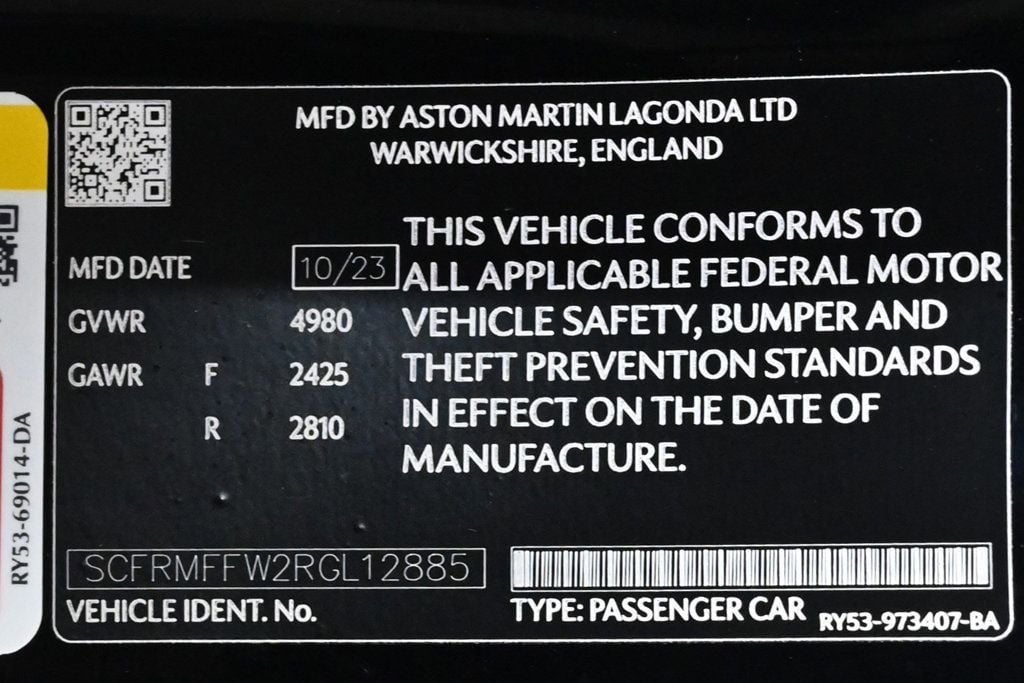 MFD BY ASTON MARTIN LAGONDA LTD
WARWICKSHIRE, ENGLAND
MFD DATE 10/23
GVWR 4980
GAWR F 2425
R 2810
THIS VEHICLE CONFORMS TO
ALL APPLICABLE FEDERAL MOTOR
VEHICLE SAFETY, BUMPER AND
THEFT PREVENTION STANDARDS
IN EFFECT ON THE DATE OF
MANUFACTURE.
SCFRMFFW2RGL12885
VEHICLE IDENT. No.
TYPE: PASSENGER CAR
RY53-973407-BA
RY53-69014-DA